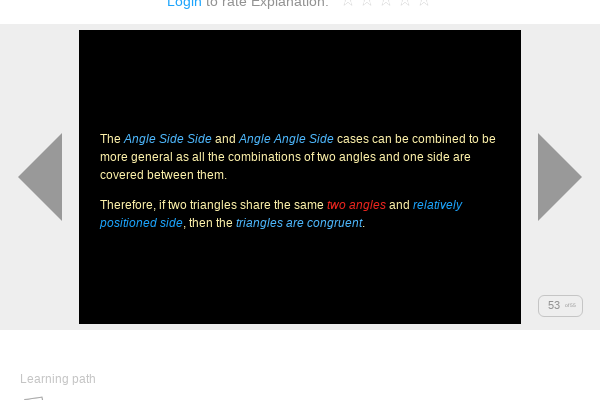 Login to rate Explanation:
The Angle Side Side and Angle Angle Side cases can be combined to be
more general as all the combinations of two angles and one side are
covered between them.
Therefore, if two triangles share the same two angles and relatively
positioned side, then the triangles are congruent.
53 of55
Learning path